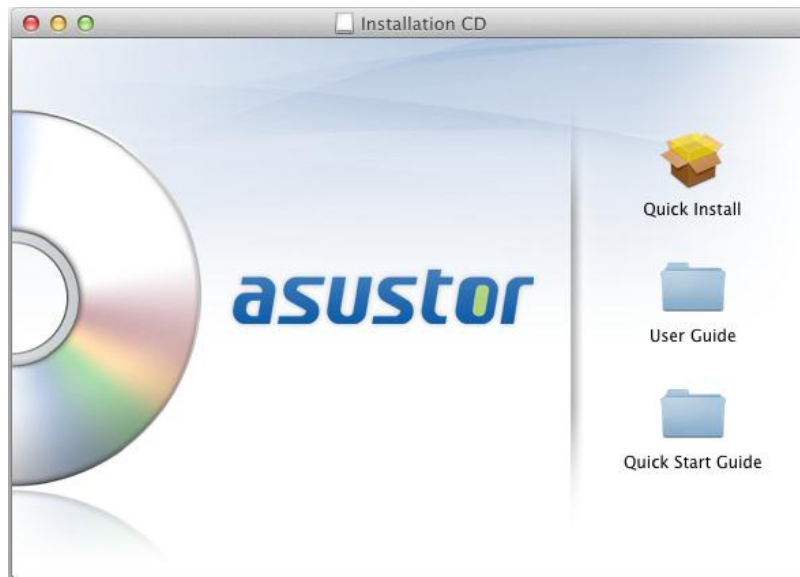 Installation CD
asustor
Quick Install
User Guide
Quick Start Guide